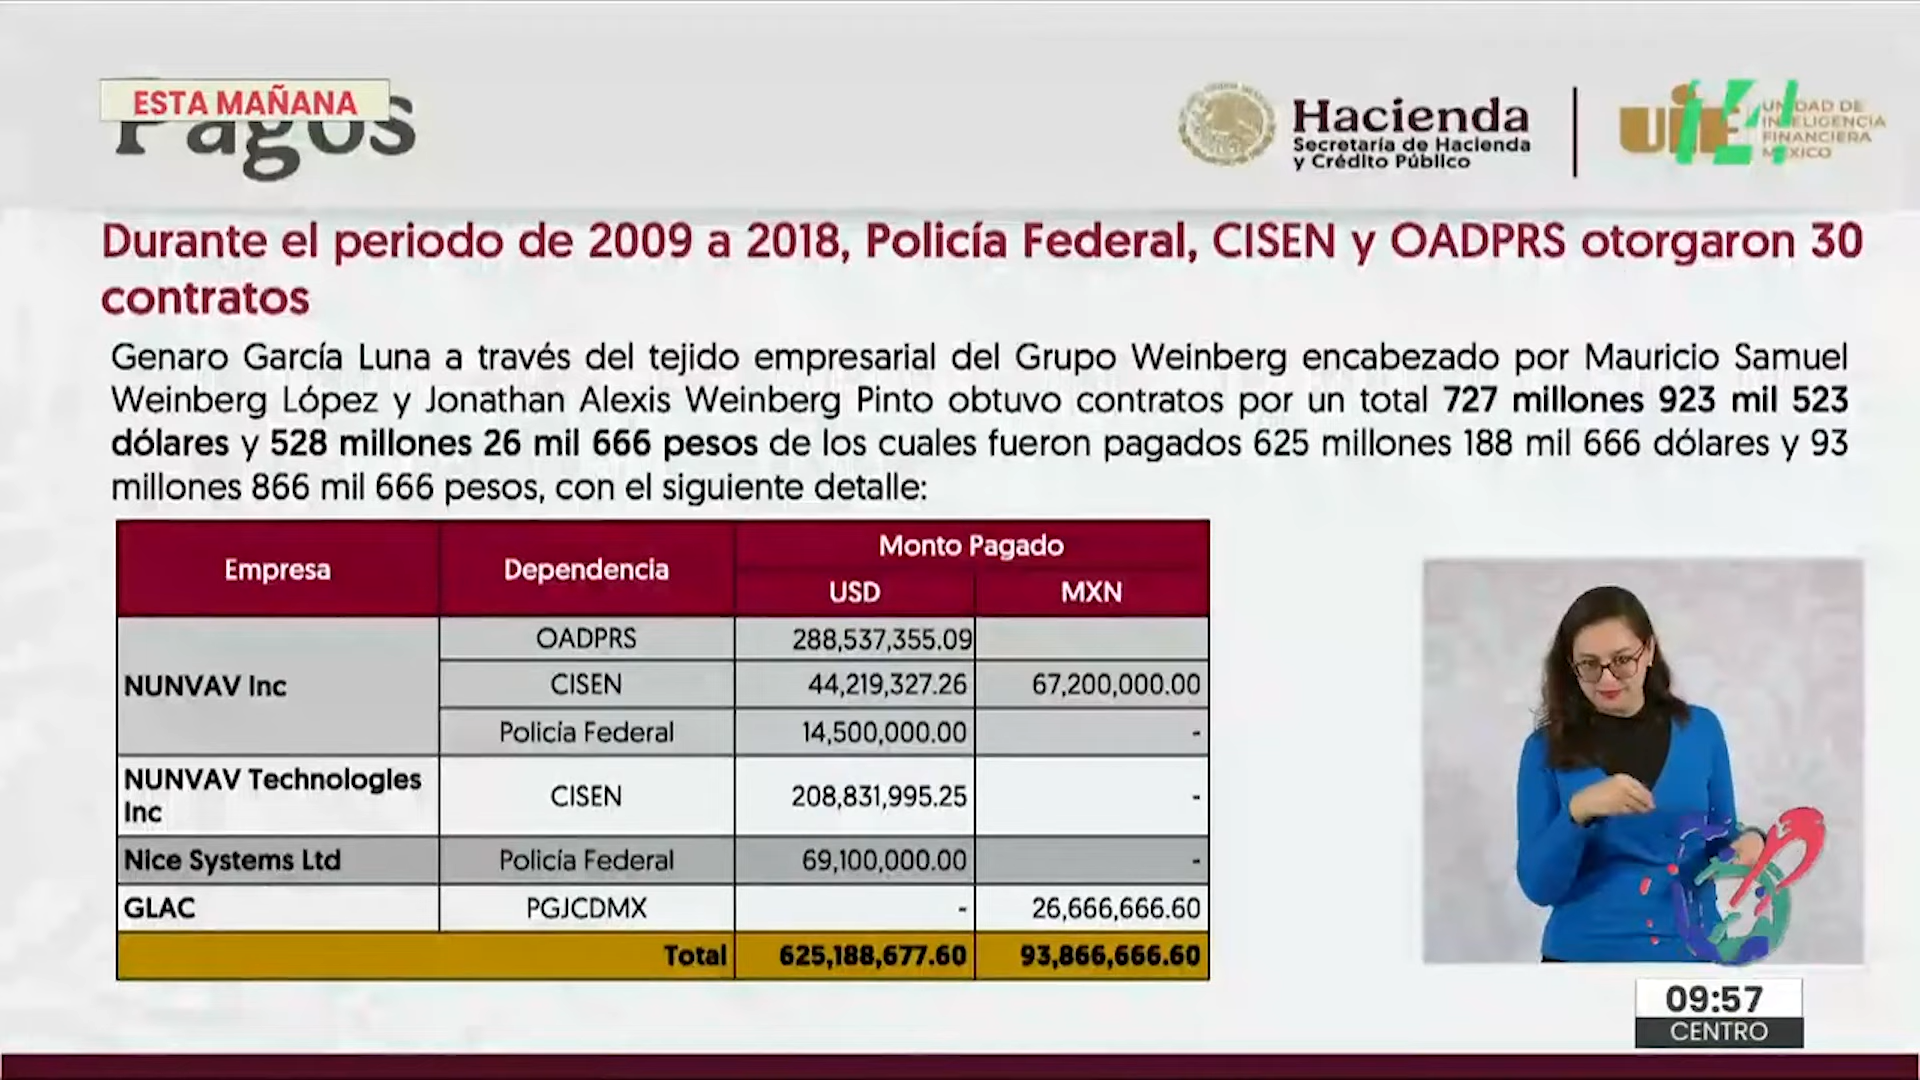 ESTA MAÑANA
Pagos
Hacienda
Secretaría de Hacienda
y Crédito Público
UNIDAD DE
INTELIGENCIA
FINANCIERA
MÉXICO
Durante el periodo de 2009 a 2018, Policía Federal, CISEN y OADPRS otorgaron 30
contratos
Genaro García Luna a través del tejido empresarial del Grupo Weinberg encabezado por Mauricio Samuel
Weinberg López y Jonathan Alexis Weinberg Pinto obtuvo contratos por un total 727 millones 923 mil 523
dólares y 528 millones 26 mil 666 pesos de los cuales fueron pagados 625 millones 188 mil 666 dólares y 93
millones 866 mil 666 pesos, con el siguiente detalle:
Empresa Dependencia Monto Pagado
USD MXN
NUNVAV Inc OADPRS 288,537,355.09
CISEN 44,219,327.26 67,200,000.00
Policía Federal 14,500,000.00 -
NUNVAV Technologies
Inc CISEN 208,831,995.25 -
Nice Systems Ltd Policía Federal 69,100,000.00 -
GLAC PGJCDMX - 26,666,666.60
Total 625,188,677.60 93,866,666.60
09:57
CENTRO